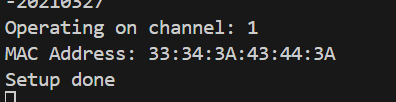 -20210327
Operating on channel: 1
MAC Address: 33:34:3A:43:44:3A
Setup done